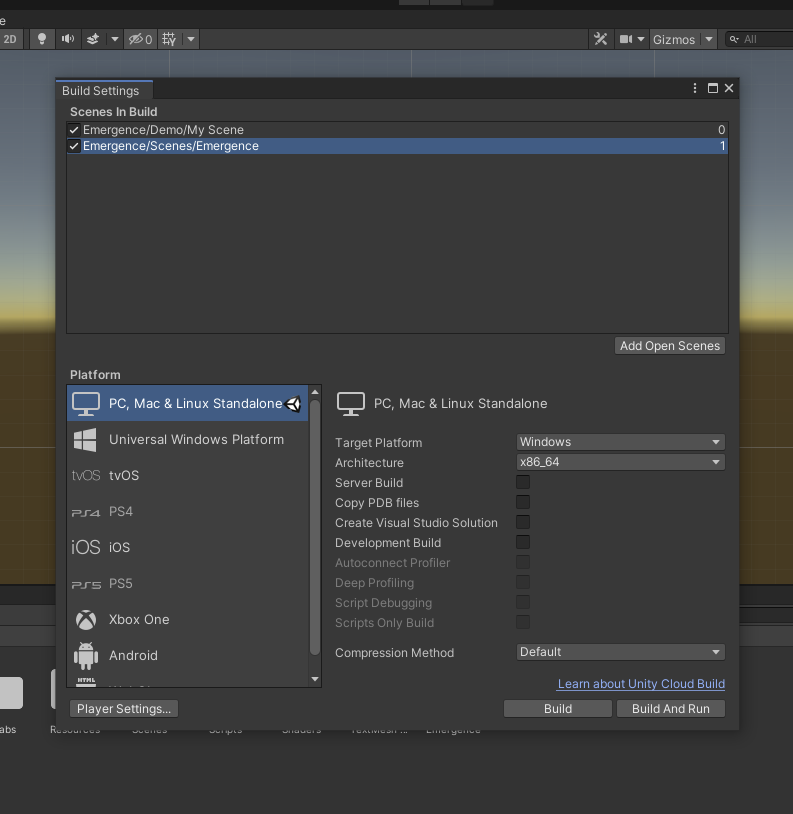 e
2D
0
Gizmos
All
Build Settings
Scenes In Build
Emergence/Demo/My Scene 0
Emergence/Scenes/Emergence 1
Add Open Scenes
Platform
PC, Mac & Linux Standalone
Universal Windows Platform
tvOS tvOS
PS4 PS4
iOS iOS
PS5 PS5
Xbox One
Android
HTML
PC, Mac & Linux Standalone
Target Platform Windows
Architecture x86_64
Server Build
Copy PDB files
Create Visual Studio Solution
Development Build
Autoconnect Profiler
Deep Profiling
Script Debugging
Scripts Only Build
Compression Method Default
Learn about Unity Cloud Build
Player Settings...
Build
Build And Run
abs Resources Scenes Scripts Shaders TextMesh ... Emergence